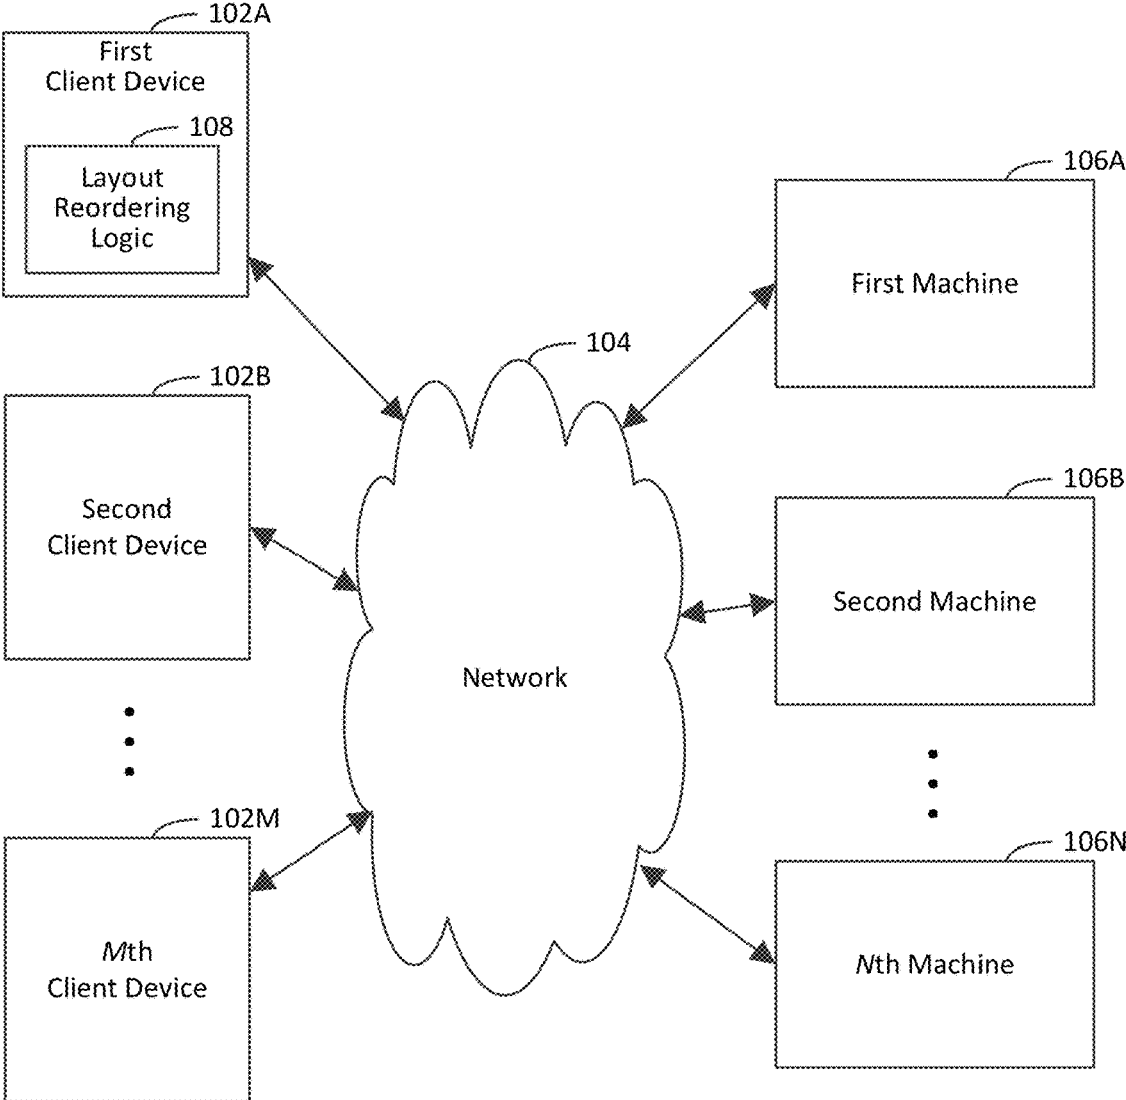 102A
First
Client Device
108
Layout
Reordering
Logic
106A
First Machine
104
102B
Second
Client Device
106B
Second Machine
Network
102M
Mth
Client Device
106N
Nth Machine